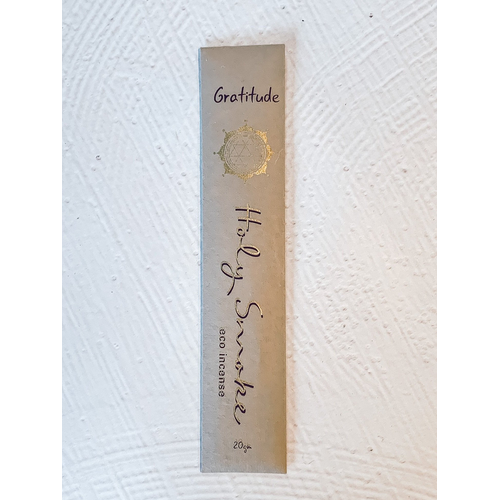 Gratitude
Holy Smoke
eco incense
20gm